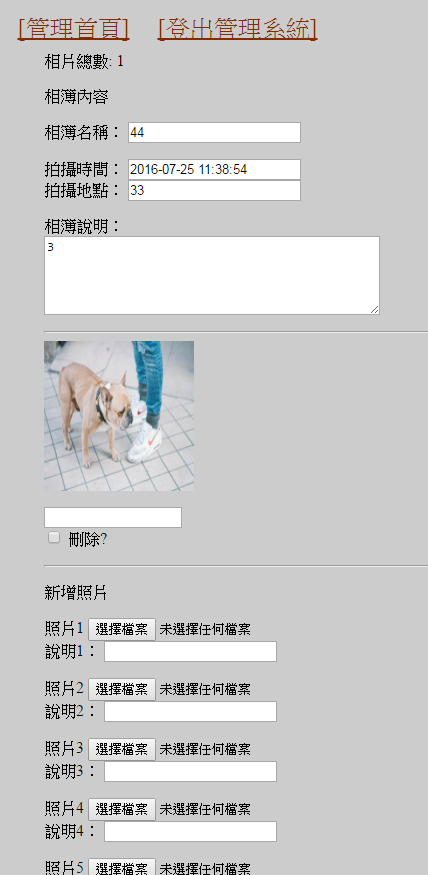 [管理首頁] [登出管理系統]
相片總數: 1
相薄內容
相薄名稱： 44
拍攝時間： 2016-07-25 11:38:54
拍攝地點： 33
相薄說明：
3
刪除?
新增照片
照片1 選擇檔案 未選擇任何檔案
說明1：
照片2 選擇檔案 未選擇任何檔案
說明2：
照片3 選擇檔案 未選擇任何檔案
說明3：
照片4 選擇檔案 未選擇任何檔案
說明4：
照片5 選擇檔案 未選擇任何檔案